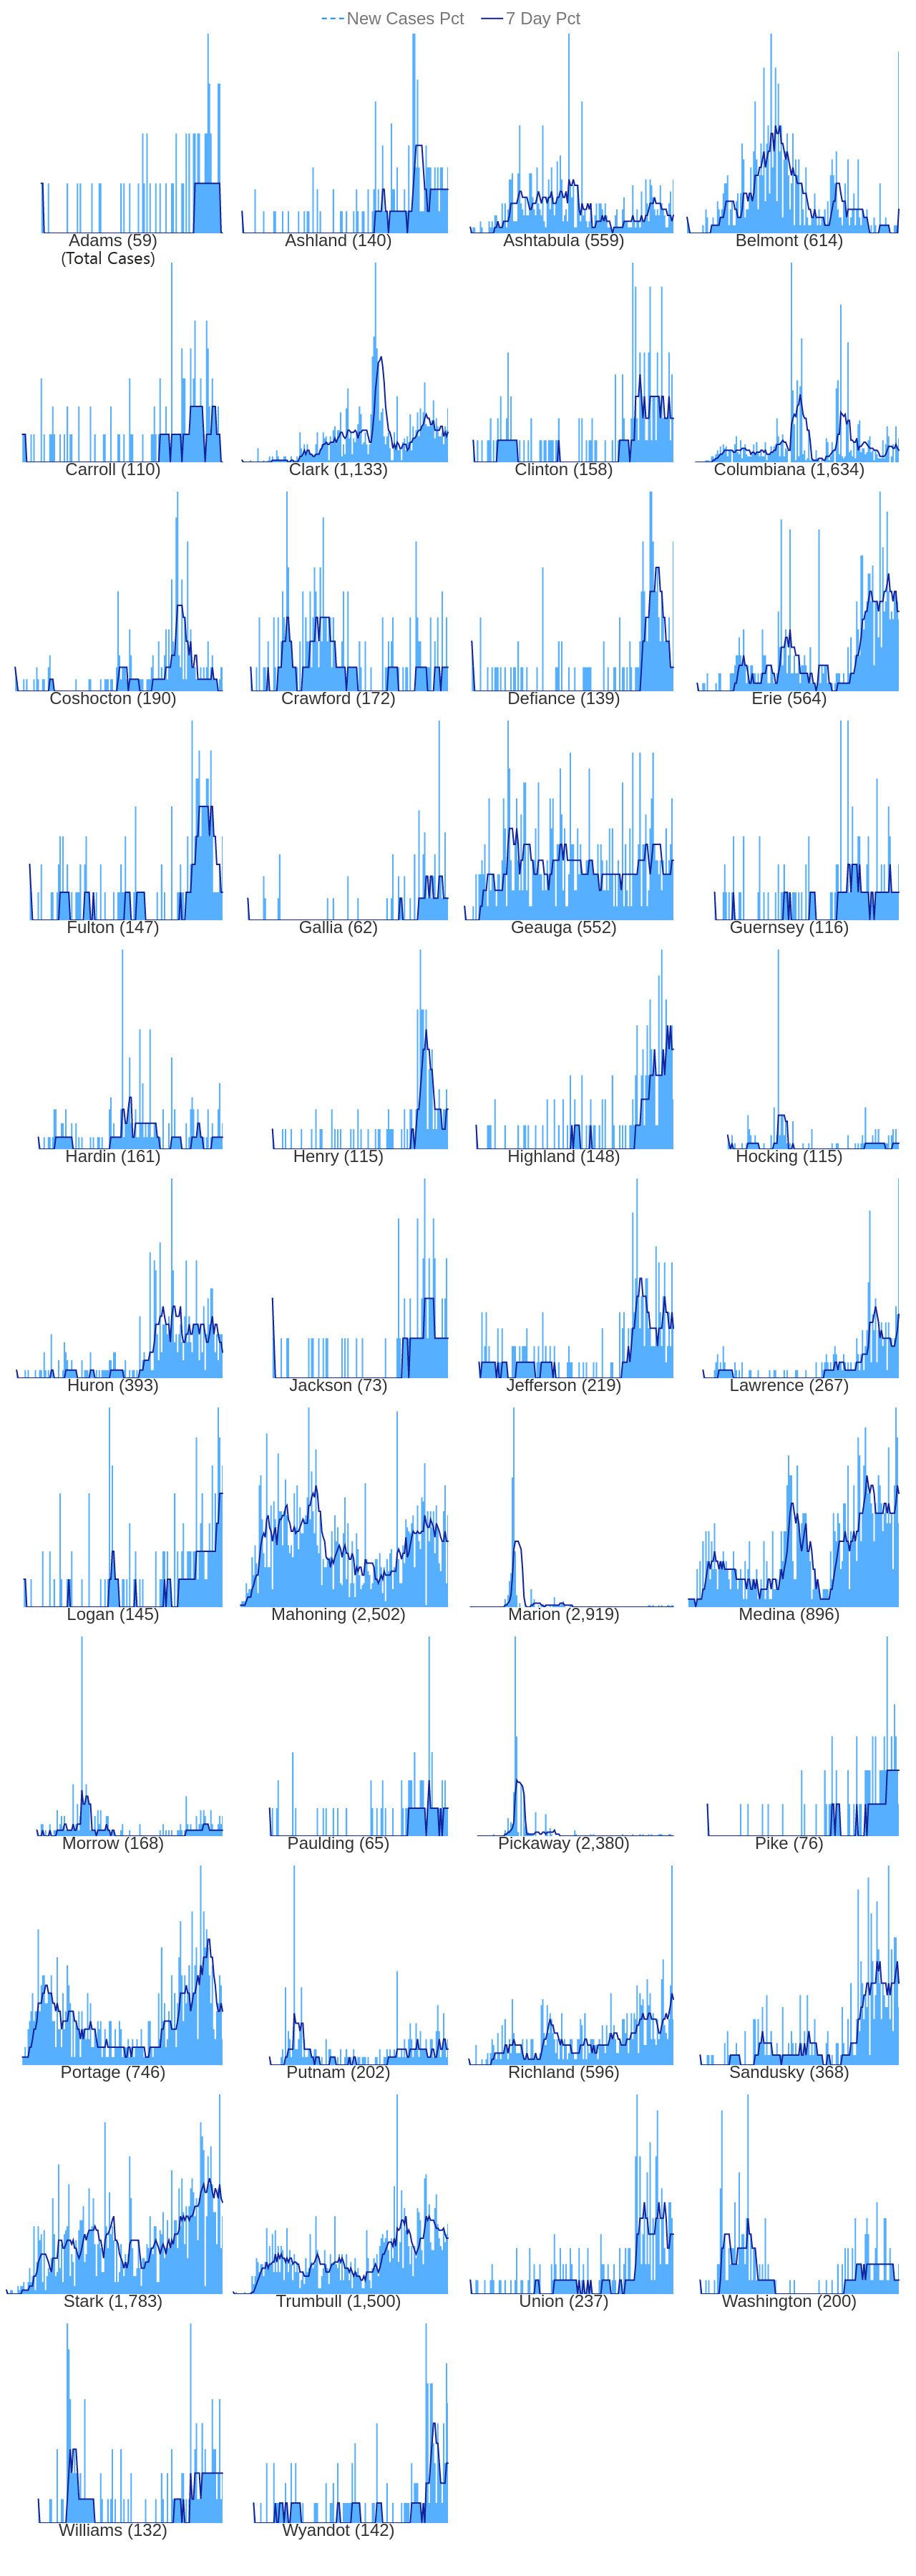 New Cases Pct 7 Day Pct
Adams (59) Ashland (140) Ashtabula (559) Belmont (614)
(Total Cases)
Carroll (110) Clark (1,133) Clinton (158) Columbiana (1,634)
Coshocton (190) Crawford (172) Defiance (139) Erie (564)
Fulton (147) Gallia (62) Geauga (552) Guernsey (116)
Hardin (161) Henry (115) Highland (148) Hocking (115)
Huron (393) Jackson (73) Jefferson (219) Lawrence (267)
Logan (145) Mahoning (2,502) Marion (2,919) Medina (896)
Morrow (168) Paulding (65) Pickaway (2,380) Pike (76)
Portage (746) Putnam (202) Richland (596) Sandusky (368)
Stark (1,783) Trumbull (1,500) Union (237) Washington (200)
Williams (132) Wyandot (142)